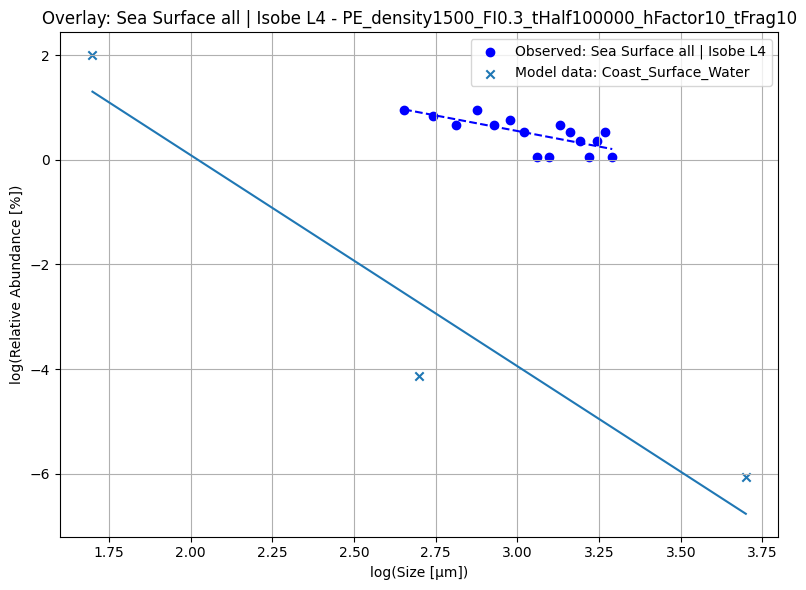 Overlay: Sea Surface all | Isobe L4 - PE_density1500_FI0.3_tHalf100000_hFactor10_tFrag10
Observed: Sea Surface all | Isobe L4
Model data: Coast_Surface_Water
log(Relative Abundance [%])
2
0
−2
−4
−6
1.75 2.00 2.25 2.50 2.75 3.00 3.25 3.50 3.75
log(Size [µm])